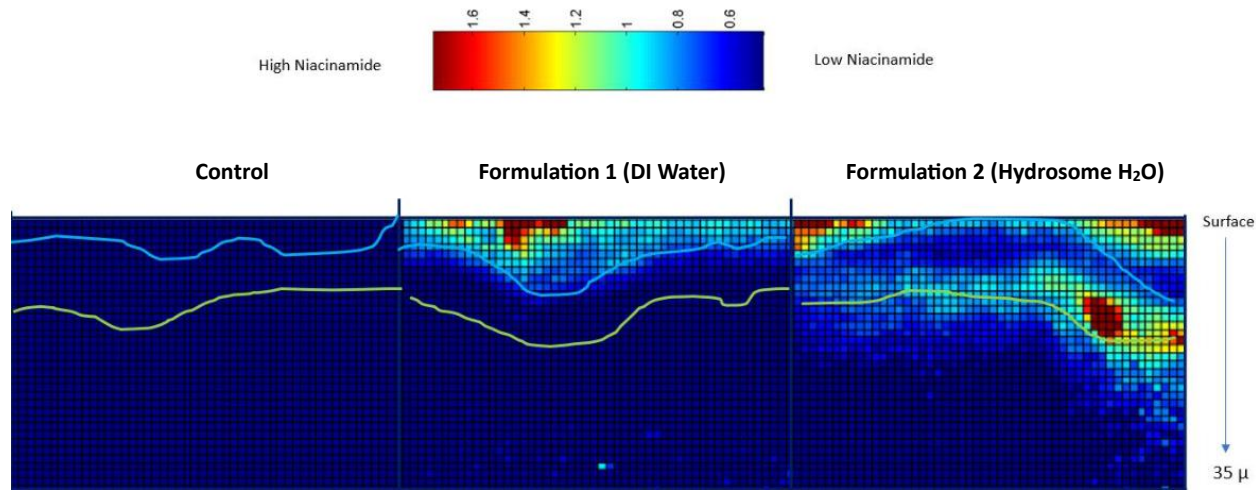 1.6 1.4 1.2 1 0.8 0.6
High Niacinamide
Low Niacinamide
Control
Formulation 1 (DI Water)
Formulation 2 (Hydrosome H₂O)
Surface
35 µ